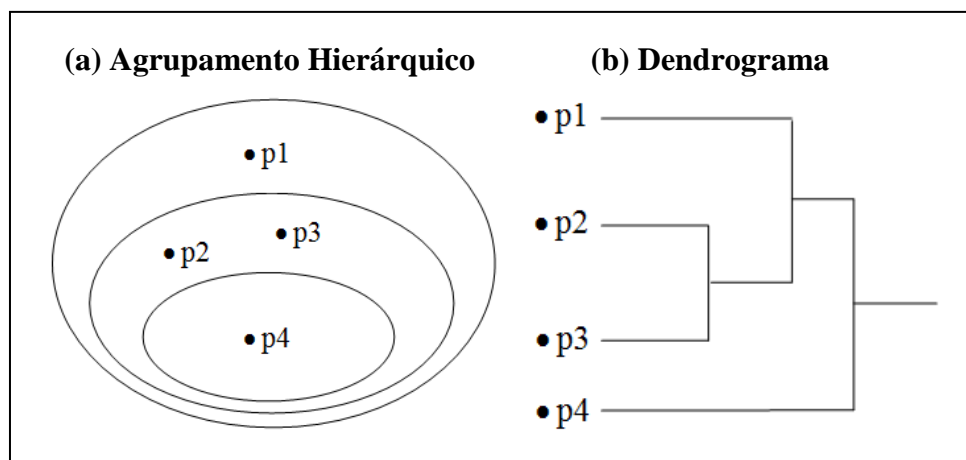 (a) Agrupamento Hierárquico
p1
p3
p2
p4
(b) Dendrograma
p1
p2
p3
p4